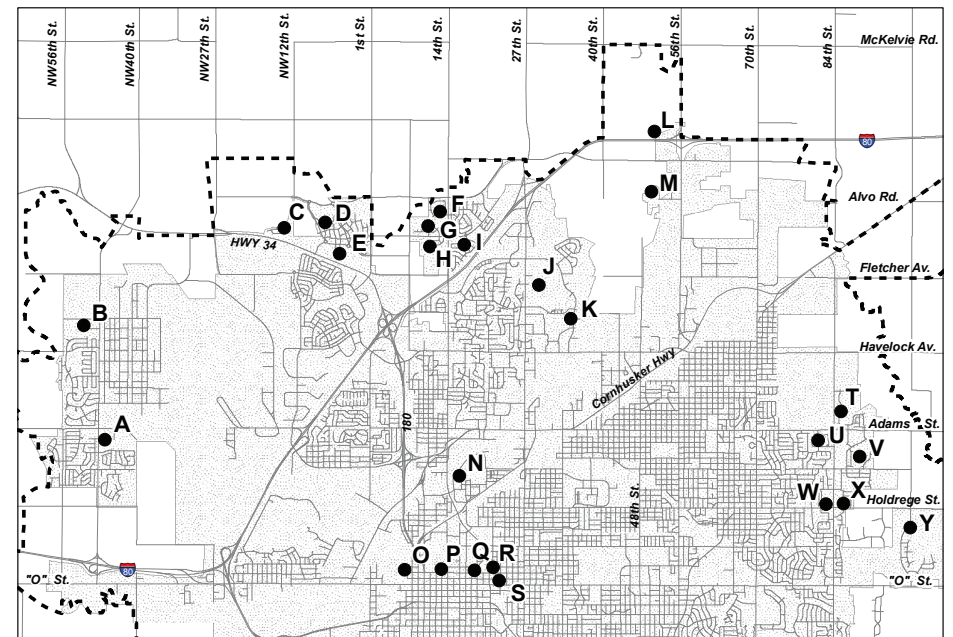 NW56th St.
NW40th St.
NW27th St.
NW12th St.
1st St.
14th St.
27th St.
40th St.
56th St.
70th St.
84th St.
McKelvie Rd.
L
80
M
Alvo Rd.
C
D
F
G
E
HWY 34
H
I
Fletcher Av.
J
B
K
Havelock Av.
Cornhusker Hwy
T
A
180
Adams St.
U
V
N
48th St.
W
X
Holdrege St.
Y
O
P
Q
R
S
80
"O" St.
"O" St.